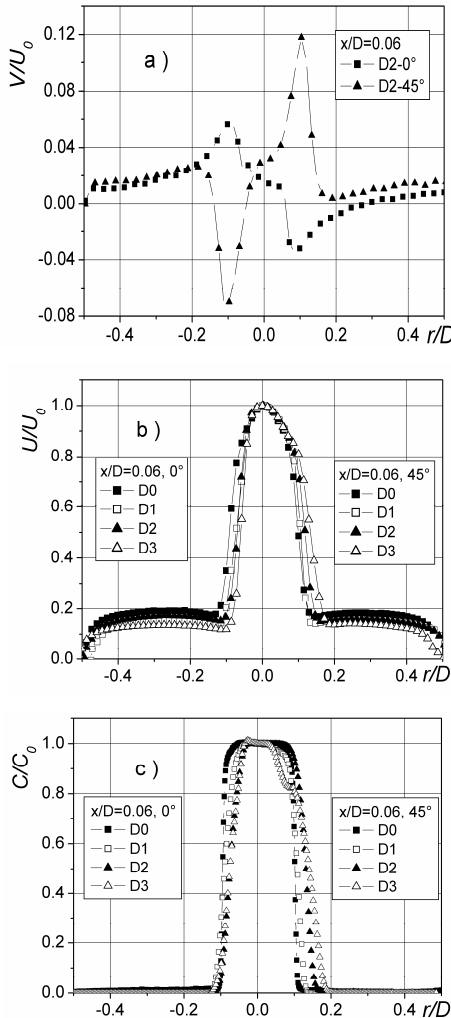 0.12
0.08
0.04
0.00
-0.04
-0.08
V/U0
a )
x/D=0.06
D2-0°
D2-45°
-0.4 -0.2 0.0 0.2 0.4 r/D
1.0
0.8
0.6
0.4
0.2
0.0
U/U0
b )
x/D=0.06, 0°
D0
D1
D2
D3
x/D=0.06, 45°
D0
D1
D2
D3
-0.4 -0.2 0.0 0.2 0.4 r/D
1.0
0.8
0.6
0.4
0.2
0.0
C/C0
c )
x/D=0.06, 0°
D0
D1
D2
D3
x/D=0.06, 45°
D0
D1
D2
D3
-0.4 -0.2 0.0 0.2 0.4 r/D